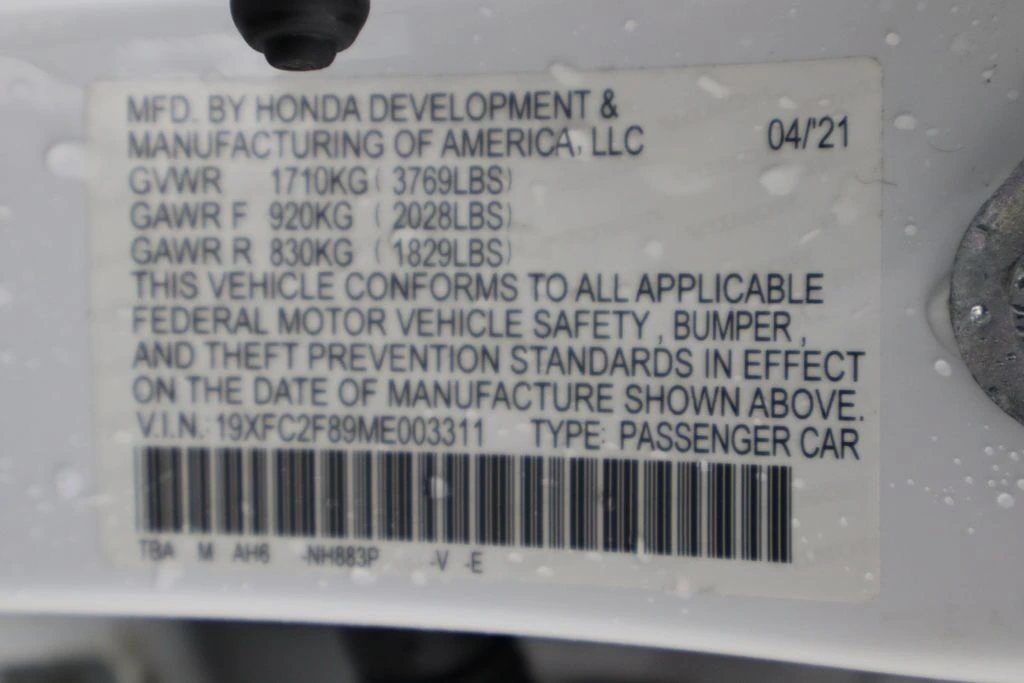 MFD. BY HONDA DEVELOPMENT &
MANUFACTURING OF AMERICA, LLC 04/'21
GVWR 1710KG ( 3769LBS)
GAWR F 920KG ( 2028LBS)
GAWR R 830KG ( 1829LBS)
THIS VEHICLE CONFORMS TO ALL APPLICABLE
FEDERAL MOTOR VEHICLE SAFETY , BUMPER ,
AND THEFT PREVENTION STANDARDS IN EFFECT
ON THE DATE OF MANUFACTURE SHOWN ABOVE.
V.I.N.: 19XFC2F89ME003311 TYPE: PASSENGER CAR
TBA M AH6 -NH883P -V -E